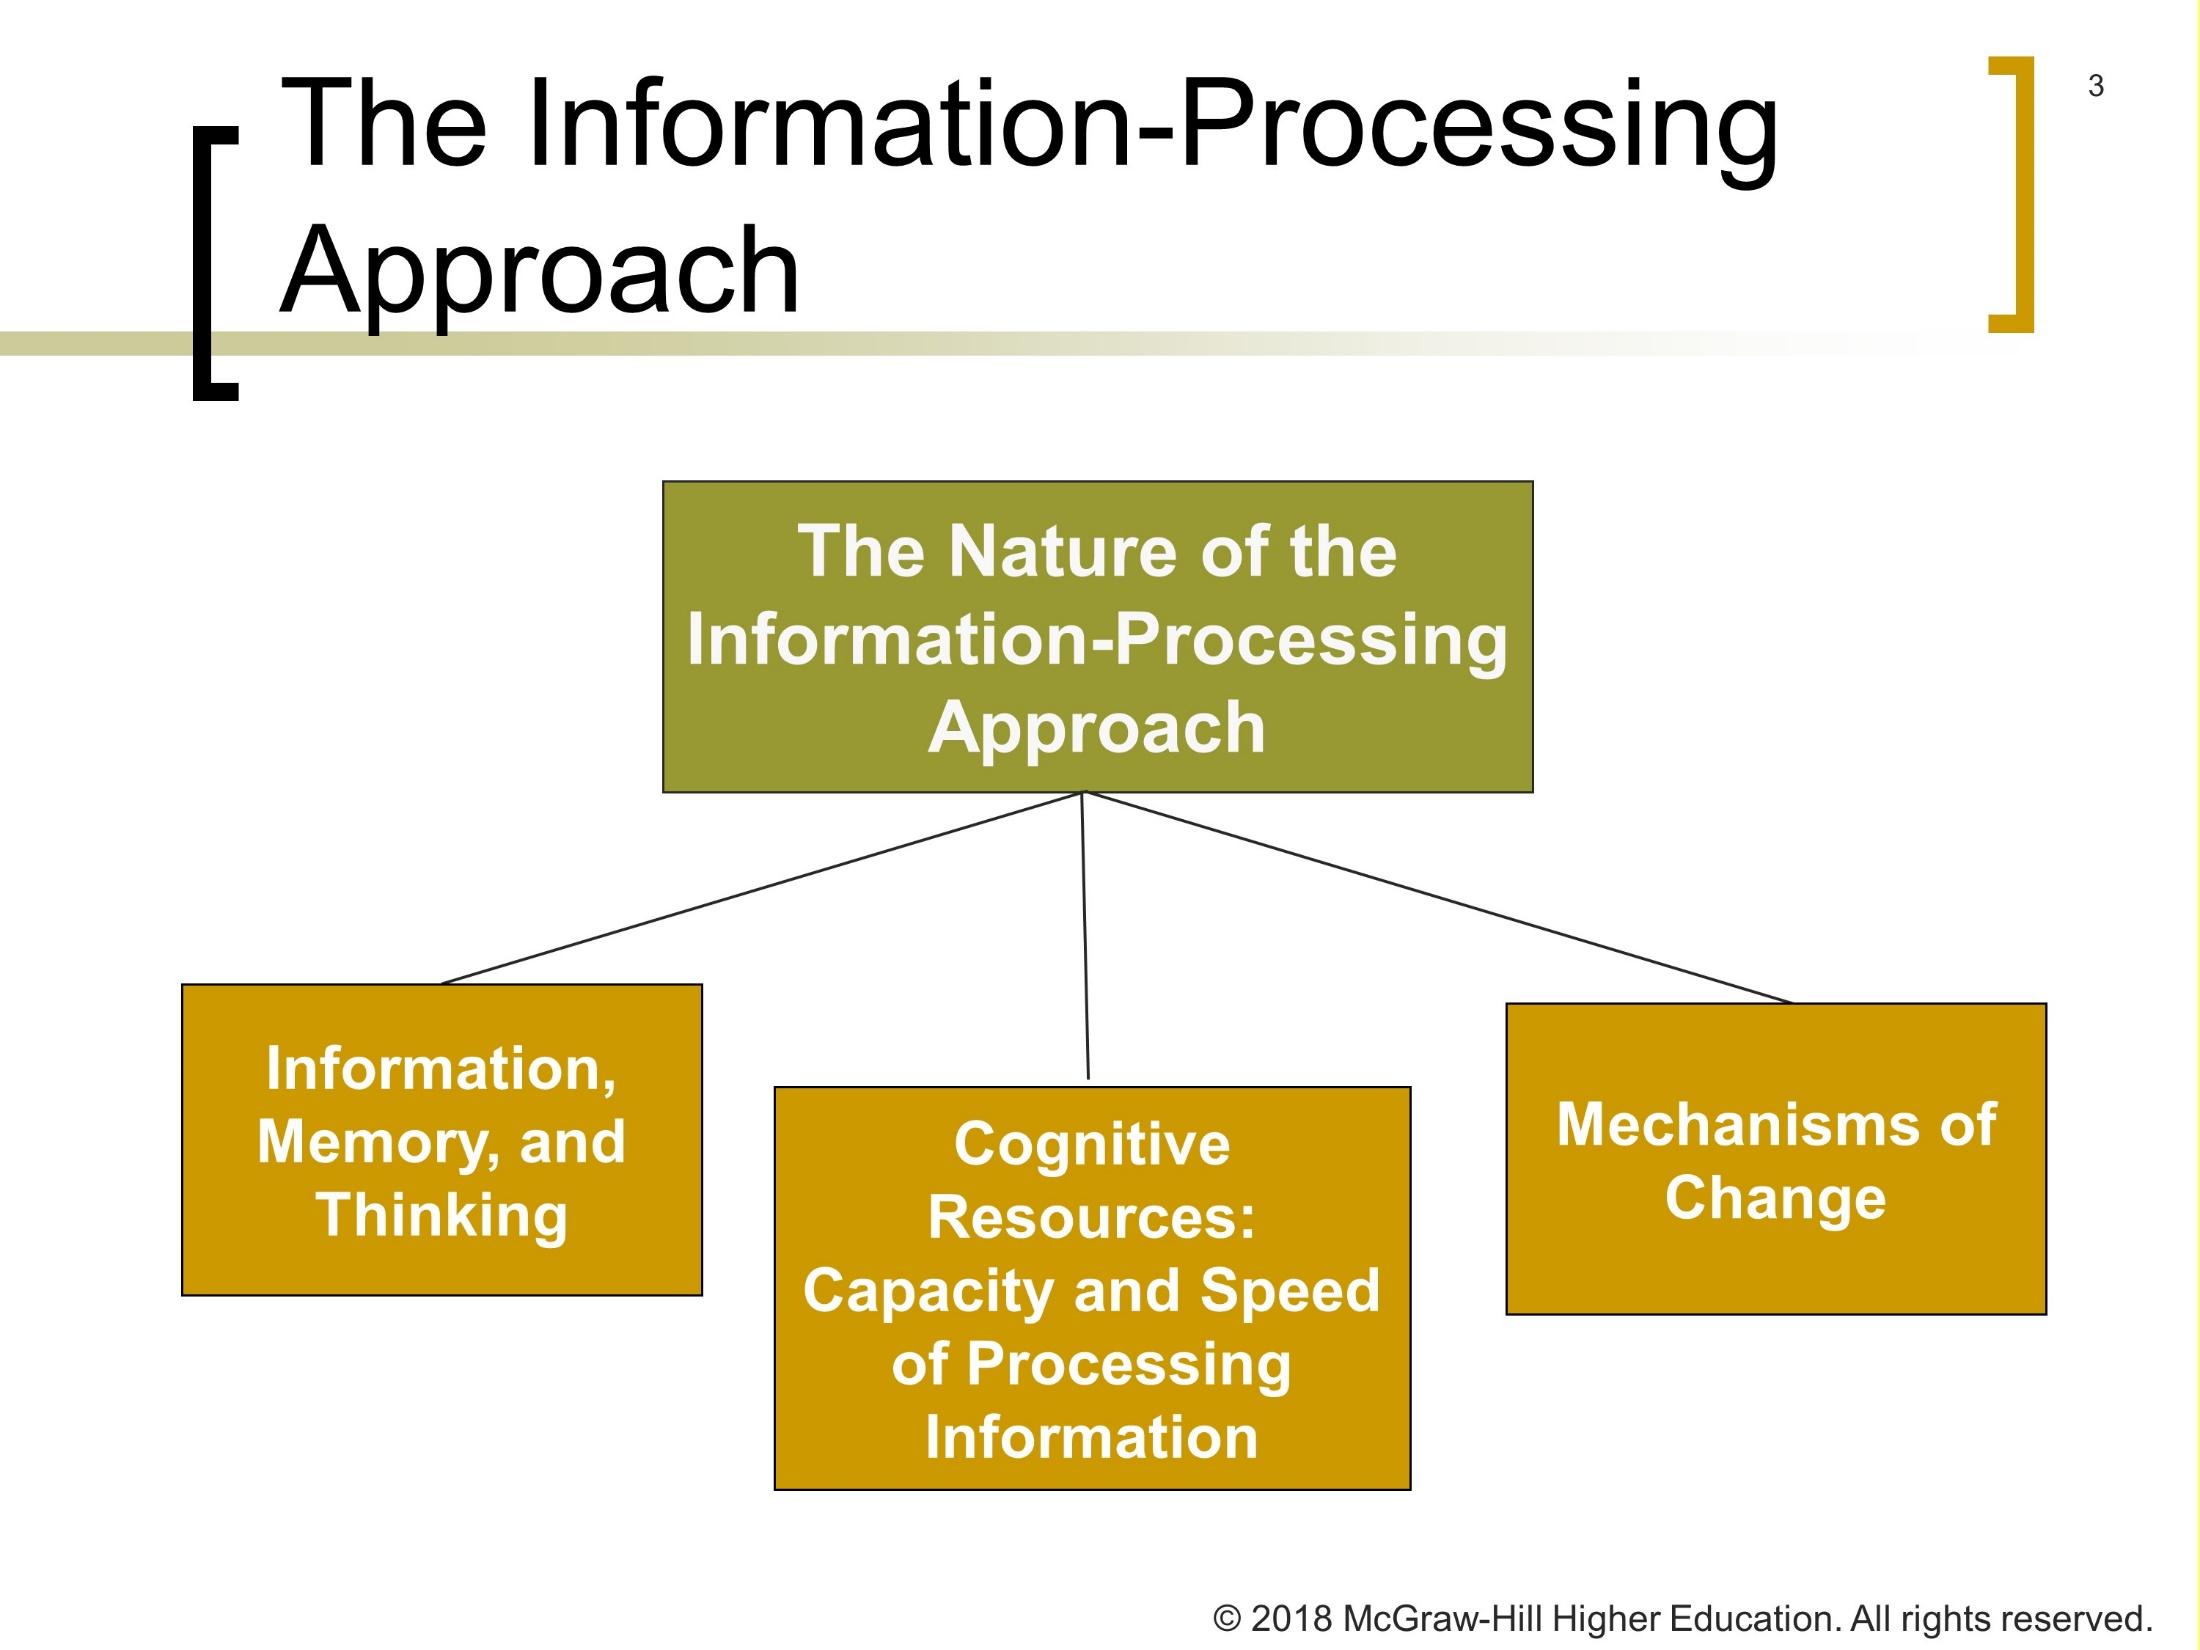 The Information-Processing
Approach
3
The Nature of the
Information-Processing
Approach
Information,
Memory, and
Thinking
Cognitive
Resources:
Capacity and Speed
of Processing
Information
Mechanisms of
Change
© 2018 McGraw-Hill Higher Education. All rights reserved.